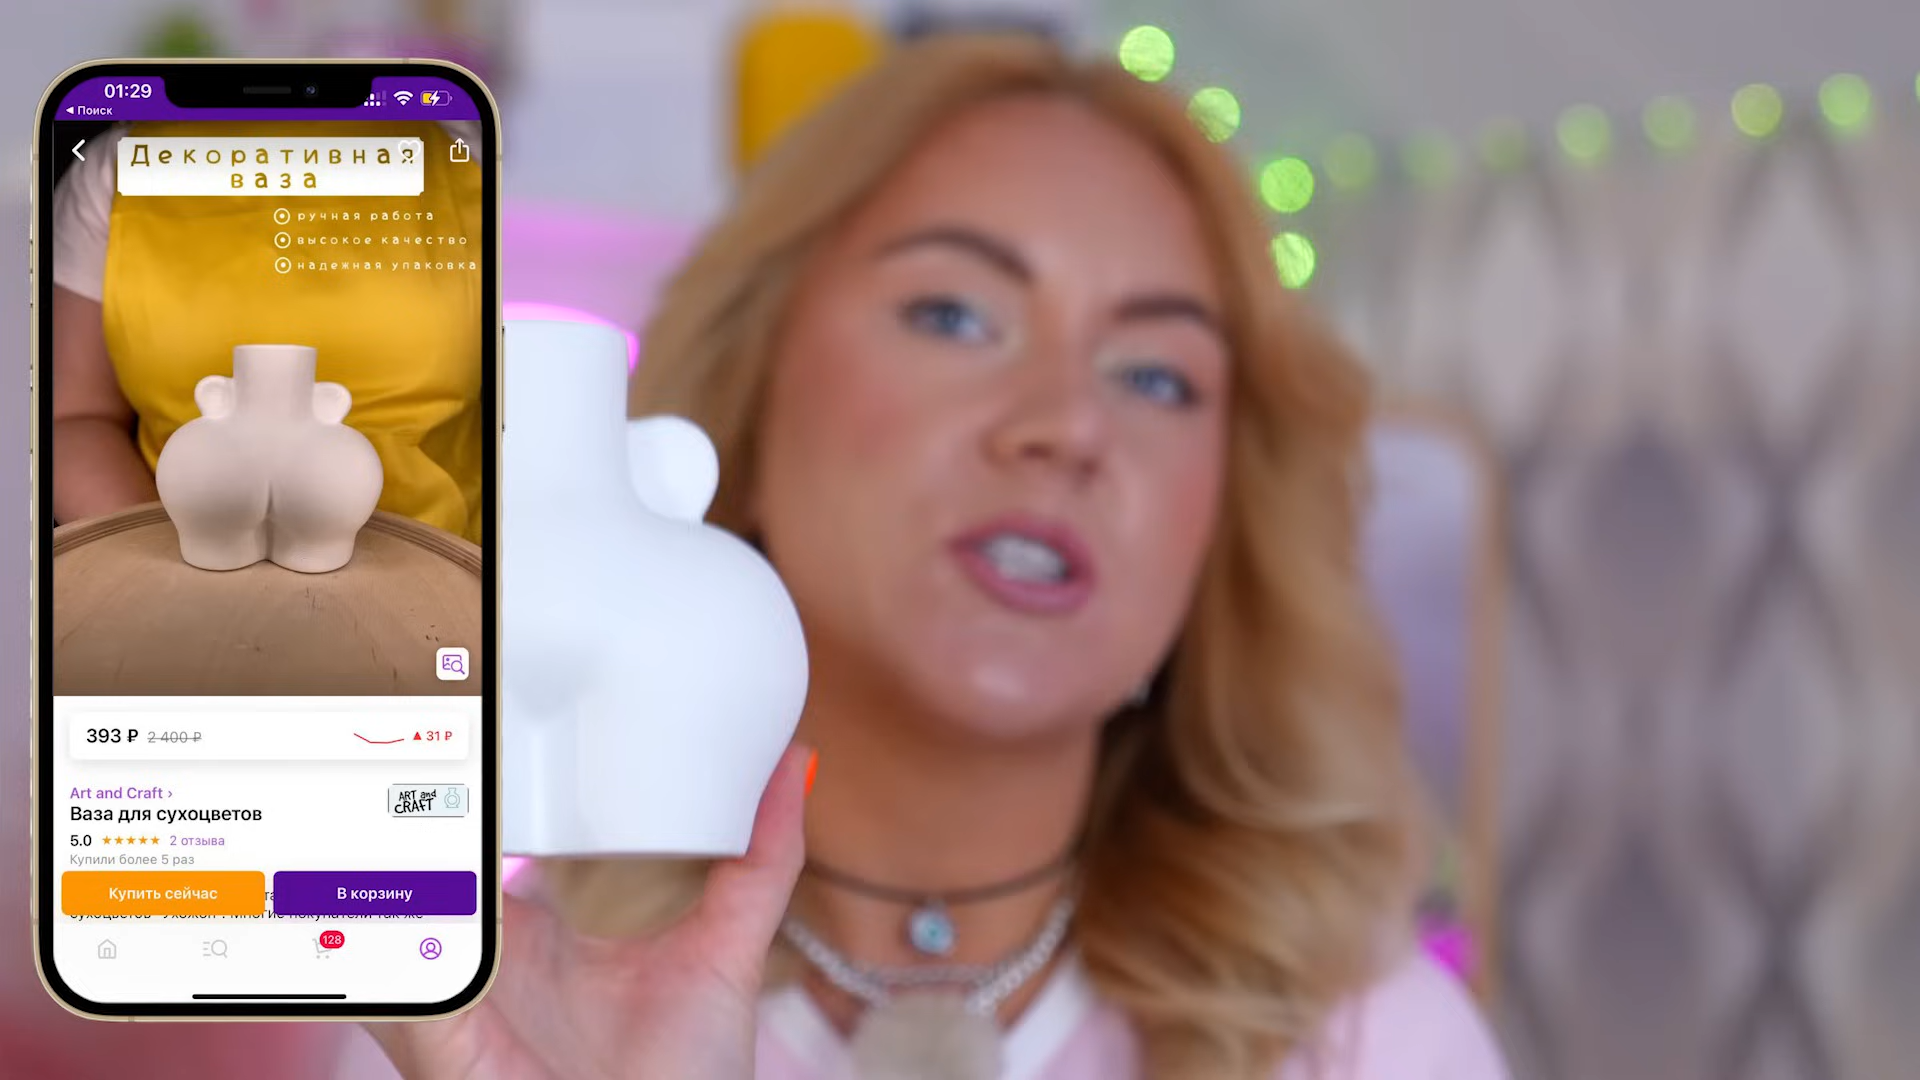 01:29
Поиск
Декоративная
ваза
ручная работа
высокое качество
надежная упаковка
393 ₽ 2 400 ₽ ▲ 31 ₽
Art and Craft ›
ART and
CRAFT
Ваза для сухоцветов
5.0 ★★★★★ 2 отзыва
Купили более 5 раз
Купить сейчас
В корзину
128